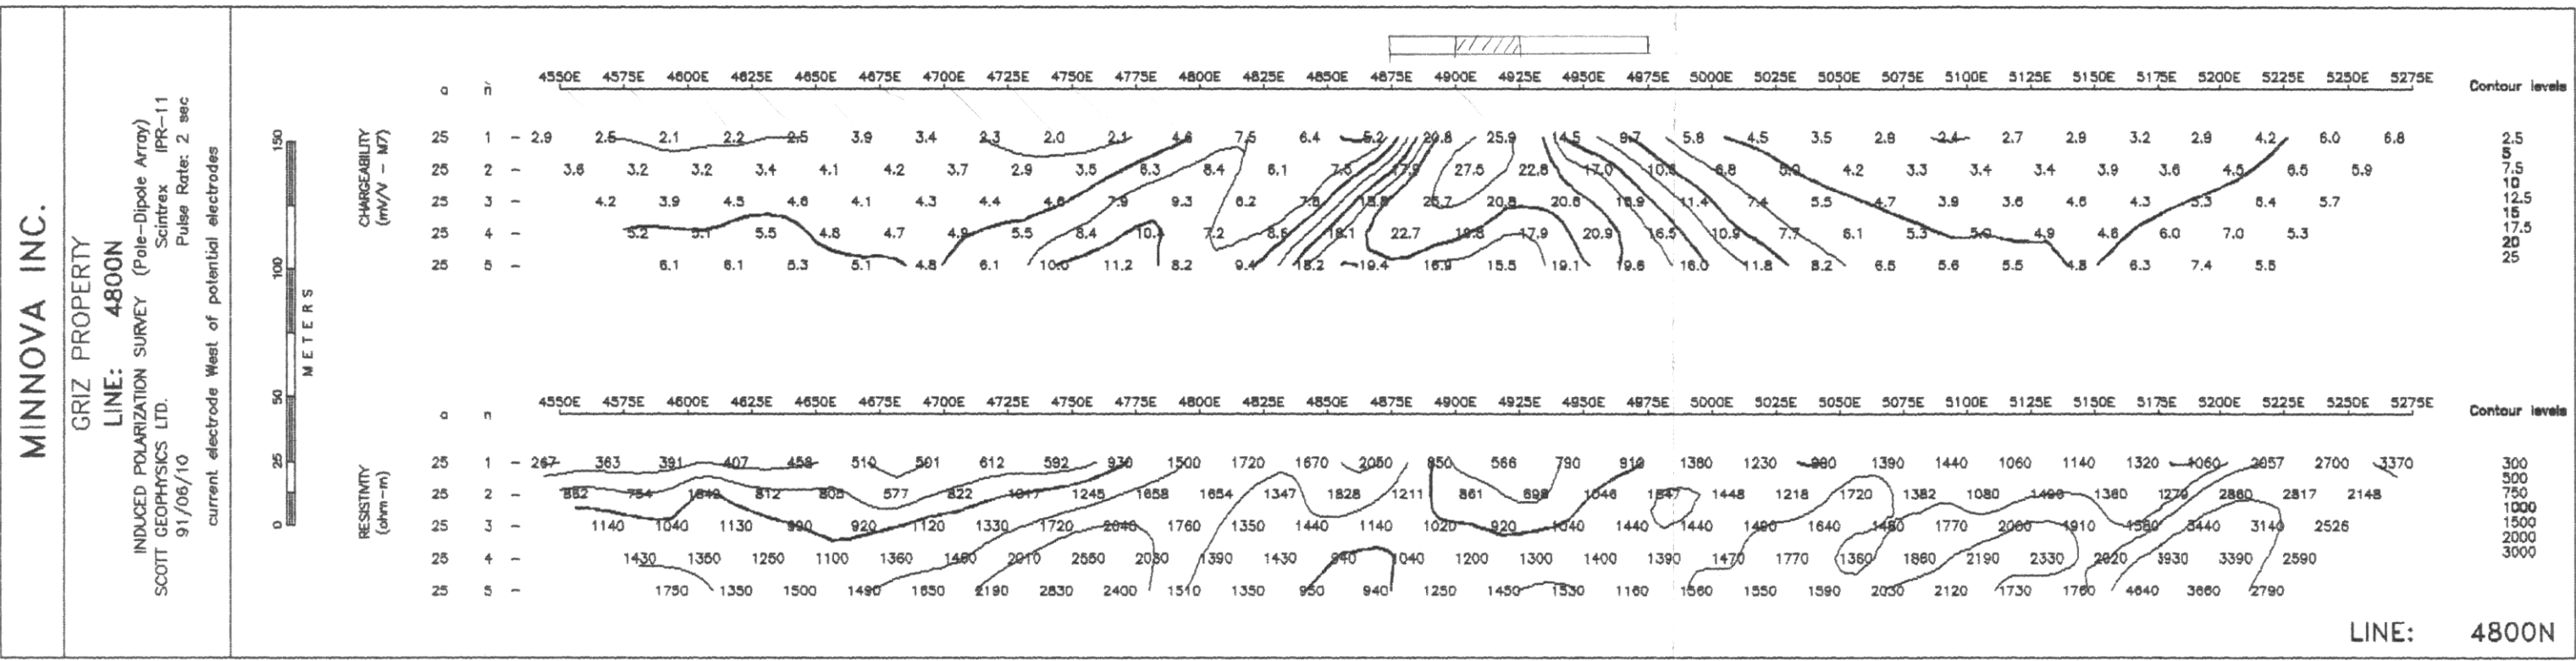 MINNOVA INC.
GRIZ PROPERTY
LINE: 4800N
INDUCED POLARIZATION SURVEY (Pole-Dipole Array)
SCOTT GEOPHYSICS LTD. Scintrex IPR-11
91/06/10 Pulse Rate: 2 sec
current electrode West of potential electrodes
150
100
50
25
0
METERS
4550E 4575E 4600E 4625E 4650E 4675E 4700E 4725E 4750E 4775E 4800E 4825E 4850E 4875E 4900E 4925E 4950E 4975E 5000E 5025E 5050E 5075E 5100E 5125E 5150E 5175E 5200E 5225E 5250E 5275E
a n Contour levels
CHARGEABILITY
(mV/V - M7)
25 1 - 2.9 2.5 2.1 2.2 2.5 3.9 3.4 2.3 2.0 2.1 4.6 7.5 6.4 5.2 20.8 25.9 14.5 9.7 5.8 4.5 3.5 2.8 2.4 2.7 2.9 3.2 2.9 4.2 6.0 6.8
25 2 - 3.6 3.2 3.2 3.4 4.1 4.2 3.7 2.9 3.5 6.3 8.4 6.1 7.5 17.9 27.5 22.8 17.0 10.8 6.8 5.0 4.2 3.3 3.4 3.4 3.9 3.6 4.5 6.5 5.9
25 3 - 4.2 3.9 4.5 4.6 4.1 4.3 4.4 4.6 7.9 9.3 6.2 7.8 18.8 26.7 20.8 20.6 16.9 11.4 7.4 5.5 4.7 3.9 3.6 4.6 4.3 5.3 6.4 5.7
25 4 - 5.2 5.1 5.5 4.8 4.7 4.9 5.5 8.4 10.4 7.2 8.6 18.1 22.7 19.8 17.9 20.9 16.5 10.9 7.7 6.1 5.3 5.0 4.9 4.6 6.0 7.0 5.3
25 5 - 6.1 6.1 5.3 5.1 4.8 6.1 10.0 11.2 8.2 9.4 18.2 19.4 16.9 15.5 19.1 19.6 16.0 11.8 8.2 6.5 5.6 5.5 4.8 6.3 7.4 5.5
2.5
5
7.5
10
12.5
15
17.5
20
25
4550E 4575E 4600E 4625E 4650E 4675E 4700E 4725E 4750E 4775E 4800E 4825E 4850E 4875E 4900E 4925E 4950E 4975E 5000E 5025E 5050E 5075E 5100E 5125E 5150E 5175E 5200E 5225E 5250E 5275E
a n Contour levels
RESISTIVITY
(ohm-m)
25 1 - 267 363 391 407 458 510 501 612 592 930 1500 1720 1670 2050 850 566 790 910 1380 1230 980 1390 1440 1060 1140 1320 1060 2057 2700 3370
25 2 - 862 754 1049 812 805 577 822 1017 1245 1658 1654 1347 1828 1211 861 698 1046 1547 1448 1218 1720 1382 1080 1490 1360 1279 2860 2817 2148
25 3 - 1140 1040 1130 990 920 1120 1330 1720 2040 1760 1350 1440 1140 1020 920 1040 1440 1440 1490 1640 1480 1770 2060 1910 1580 3440 3140 2526
25 4 - 1430 1350 1250 1100 1360 1460 2010 2550 2030 1390 1430 940 1040 1200 1300 1400 1390 1470 1770 1360 1860 2190 2330 2020 3930 3390 2590
25 5 - 1750 1350 1500 1490 1650 2190 2830 2400 1510 1350 950 940 1250 1450 1530 1160 1560 1550 1590 2030 2120 1730 1760 4640 3660 2790
300
500
750
1000
1500
2000
3000
LINE: 4800N